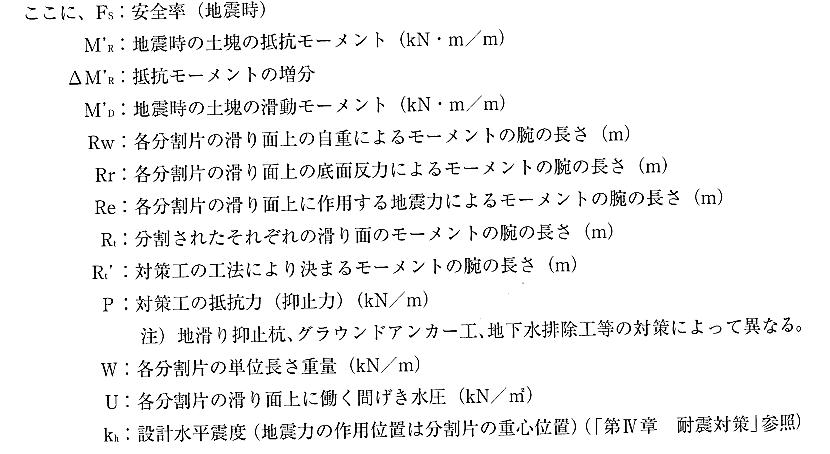 ここに、Fs：安全率（地震時）
M'R：地震時の土塊の抵抗モーメント（kN・m／m）
ΔM'R：抵抗モーメントの増分
M'D：地震時の土塊の滑動モーメント（kN・m／m）
Rw：各分割片の滑り面上の自重によるモーメントの腕の長さ（m）
Rr：各分割片の滑り面上の底面反力によるモーメントの腕の長さ（m）
Re：各分割片の滑り面上に作用する地震力によるモーメントの腕の長さ（m）
Rt：分割されたそれぞれの滑り面のモーメントの腕の長さ（m）
Rt'：対策工の工法により決まるモーメントの腕の長さ（m）
P：対策工の抵抗力（抑止力）（kN／m）
注）地滑り抑止杭、グラウンドアンカー工、地下水排除工等の対策によって異なる。
W：各分割片の単位長さ重量（kN／m）
U：各分割片の滑り面上に働く間げき水圧（kN／㎡）
kh：設計水平震度（地震力の作用位置は分割片の重心位置）（「第Ⅳ章　耐震対策」参照）